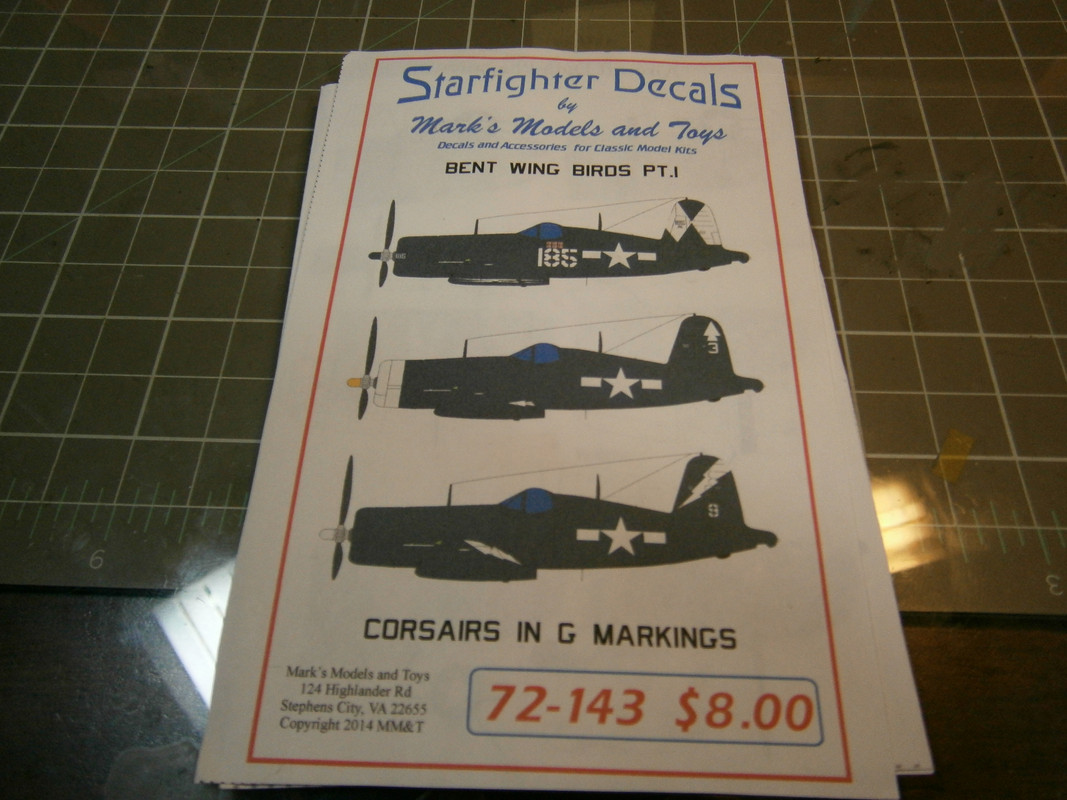 Starfighter Decals
by
Mark's Models and Toys
Decals and Accessories for Classic Model Kits
BENT WING BIRDS PT.1
185
3
9
CORSAIRS IN G MARKINGS
Mark's Models and Toys
124 Highlander Rd
Stephens City, VA 22655
Copyright 2014 MM&T
72-143 $8.00
6
3